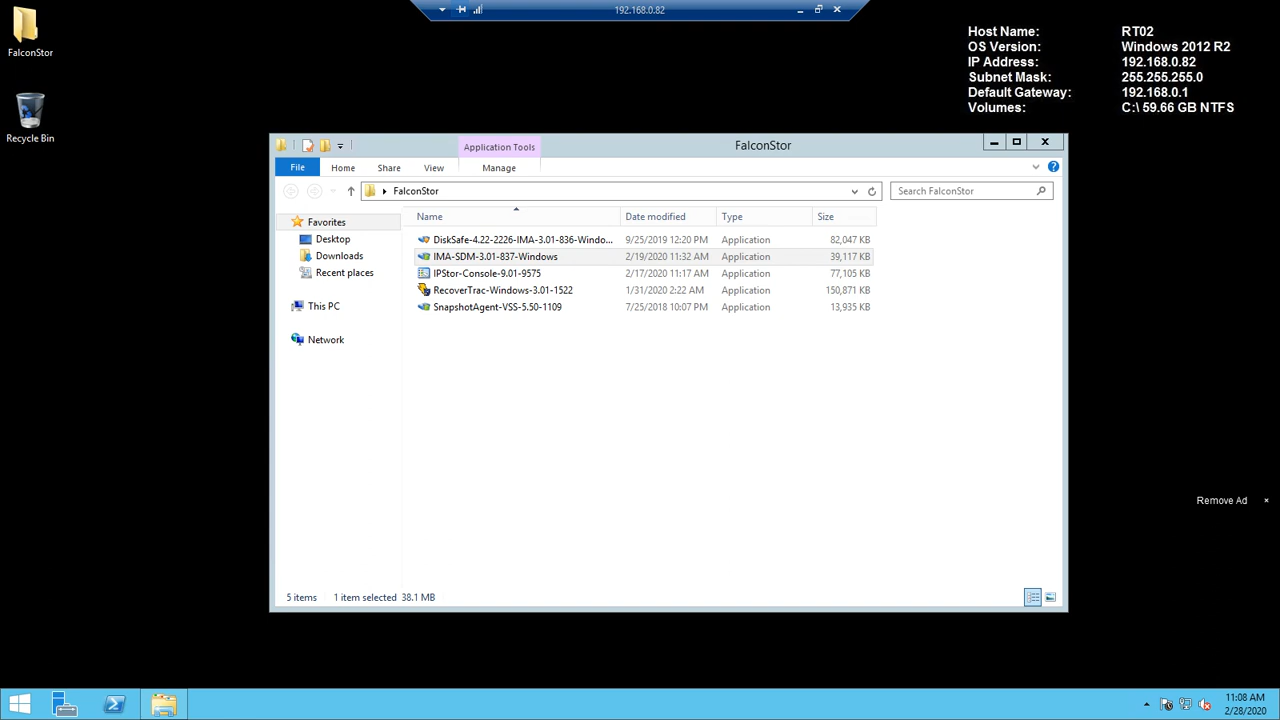 192.168.0.82
FalconStor
Recycle Bin
Host Name: RT02
OS Version: Windows 2012 R2
IP Address: 192.168.0.82
Subnet Mask: 255.255.255.0
Default Gateway: 192.168.0.1
Volumes: C:\ 59.66 GB NTFS
Application Tools
FalconStor
File Home Share View Manage
FalconStor
Search FalconStor
Favorites
Desktop
Downloads
Recent places
This PC
Network
Name Date modified Type Size
DiskSafe-4.22-2226-IMA-3.01-836-Windo... 9/25/2019 12:20 PM Application 82,047 KB
IMA-SDM-3.01-837-Windows 2/19/2020 11:32 AM Application 39,117 KB
IPStor-Console-9.01-9575 2/17/2020 11:17 AM Application 77,105 KB
RecoverTrac-Windows-3.01-1522 1/31/2020 2:22 AM Application 150,871 KB
SnapshotAgent-VSS-5.50-1109 7/25/2018 10:07 PM Application 13,935 KB
5 items 1 item selected 38.1 MB
Remove Ad ×
11:08 AM
2/28/2020